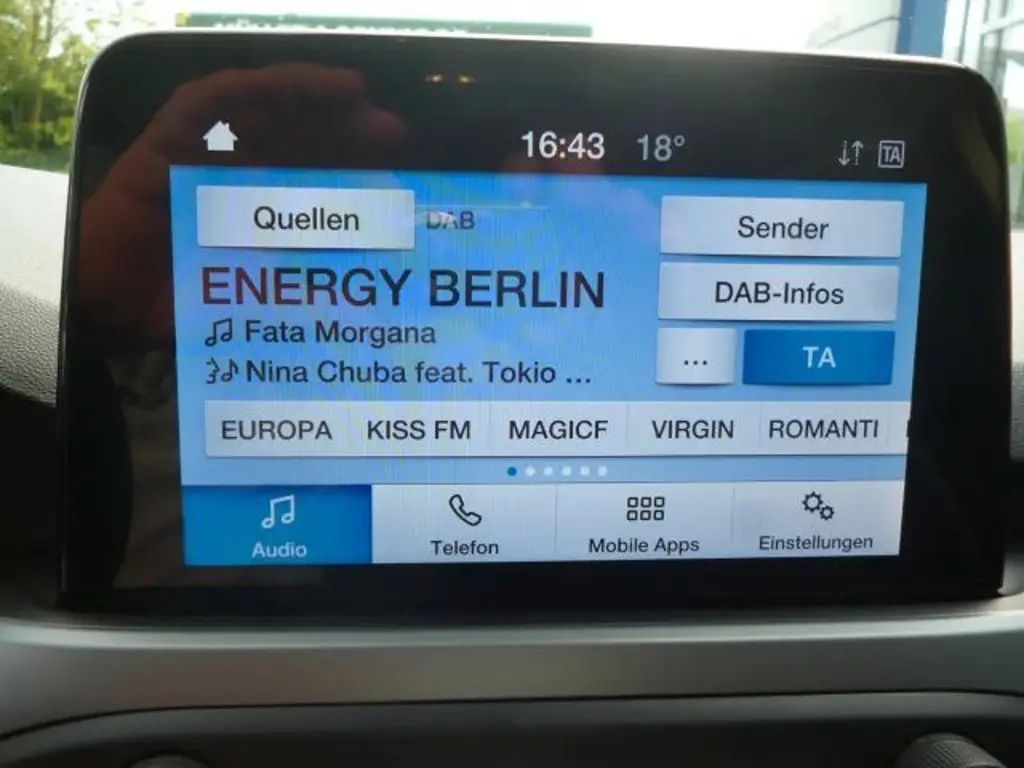 16:43 18°
TA
Quellen DAB Sender
ENERGY BERLIN DAB-Infos
Fata Morgana
... TA
Nina Chuba feat. Tokio ...
EUROPA KISS FM MAGICF VIRGIN ROMANTI
Audio Telefon Mobile Apps Einstellungen